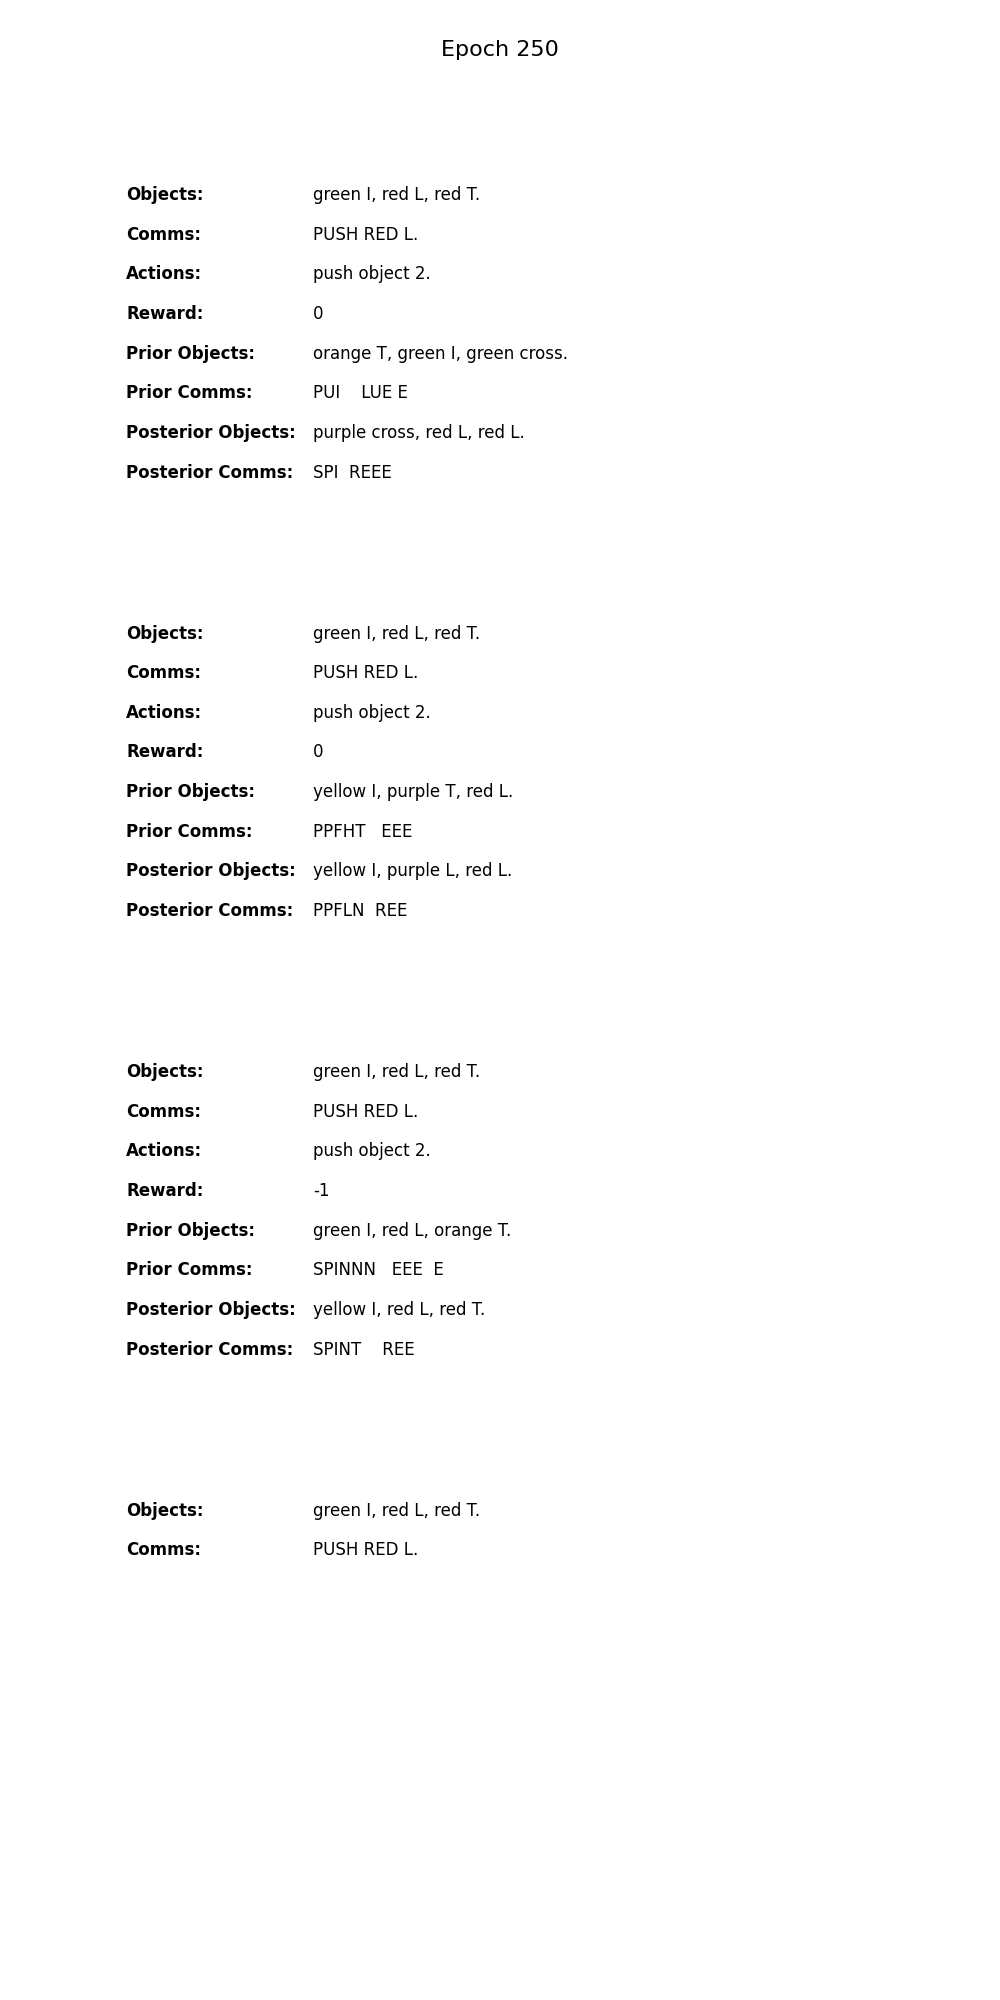 Epoch 250
Objects: green I, red L, red T.
Comms: PUSH RED L.
Actions: push object 2.
Reward: 0
Prior Objects: orange T, green I, green cross.
Prior Comms: PUI    LUE E
Posterior Objects: purple cross, red L, red L.
Posterior Comms: SPI  REEE
Objects: green I, red L, red T.
Comms: PUSH RED L.
Actions: push object 2.
Reward: 0
Prior Objects: yellow I, purple T, red L.
Prior Comms: PPFHT   EEE
Posterior Objects: yellow I, purple L, red L.
Posterior Comms: PPFLN  REE
Objects: green I, red L, red T.
Comms: PUSH RED L.
Actions: push object 2.
Reward: -1
Prior Objects: green I, red L, orange T.
Prior Comms: SPINNN   EEE  E
Posterior Objects: yellow I, red L, red T.
Posterior Comms: SPINT    REE
Objects: green I, red L, red T.
Comms: PUSH RED L.